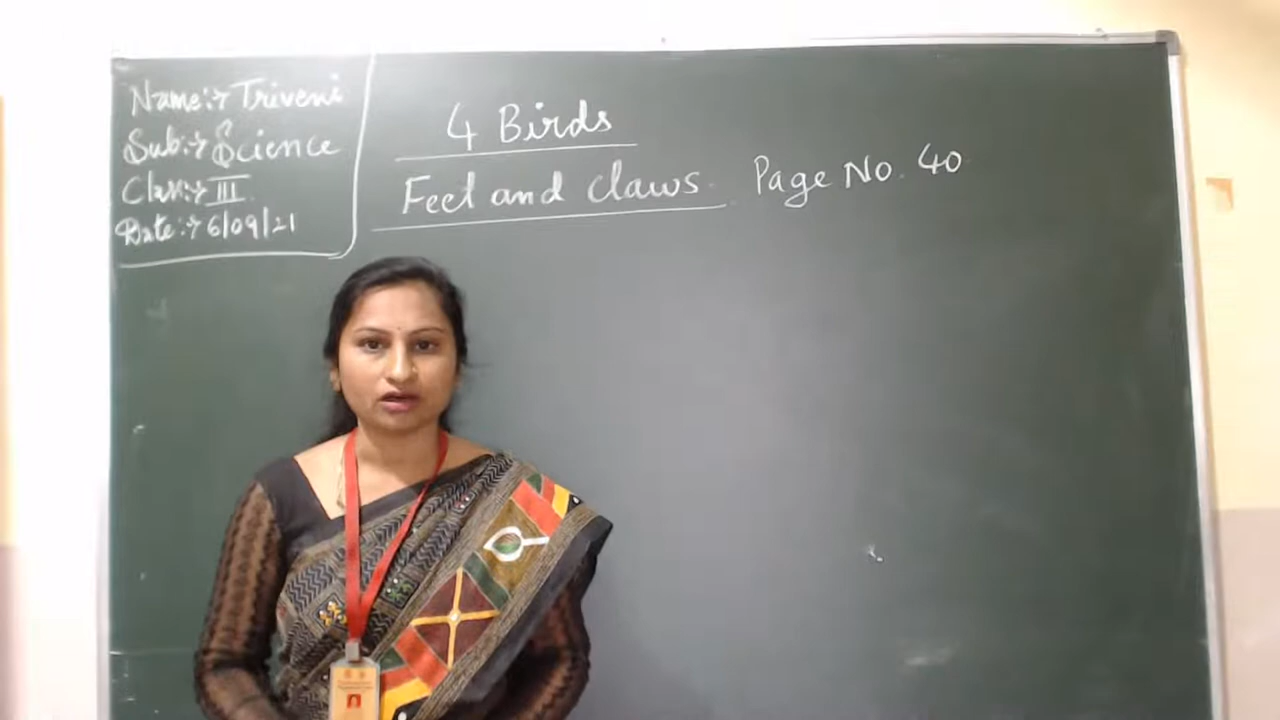 Name:→ Triveni
Sub:→ Science
Class:→ III
Date:→ 6/09/21
4 Birds
Feet and claws. Page No. 40